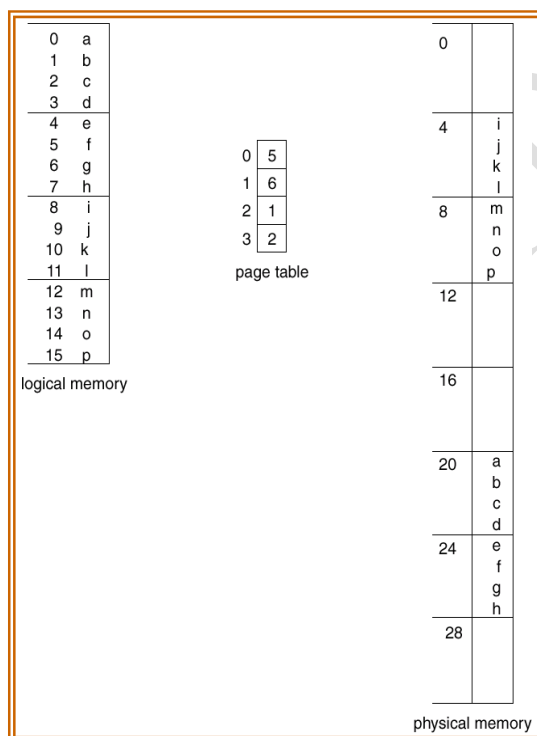 0 a
1 b
2 c
3 d
4 e
5 f
6 g
7 h
8 i
9 j
10 k
11 l
12 m
13 n
14 o
15 p
logical memory
0 5
1 6
2 1
3 2
page table
0
4 i
j
k
l
8 m
n
o
p
12
16
20 a
b
c
d
24 e
f
g
h
28
physical memory